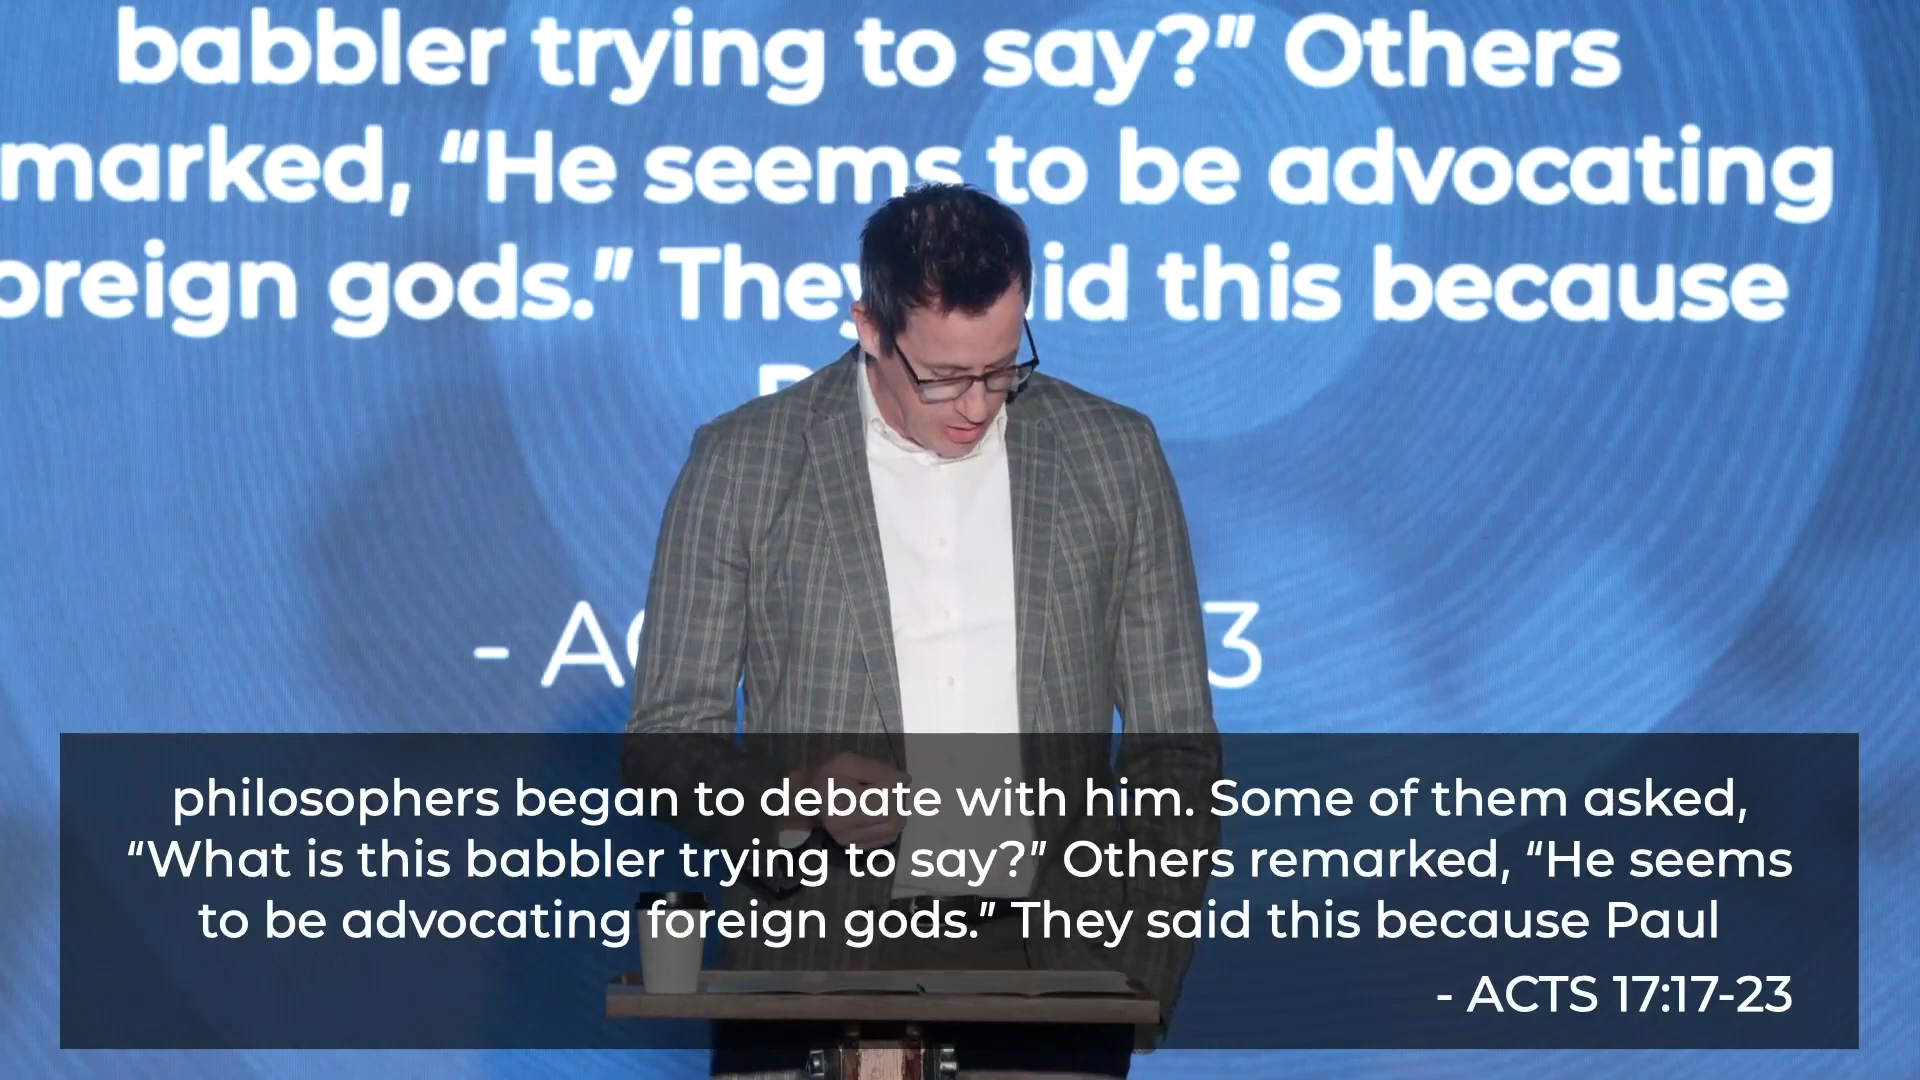 babbler trying to say?” Others
marked, “He seems to be advocating
oreign gods.” They id this because
- AC 3
philosophers began to debate with him. Some of them asked,
“What is this babbler trying to say?” Others remarked, “He seems
to be advocating foreign gods.” They said this because Paul
- ACTS 17:17-23